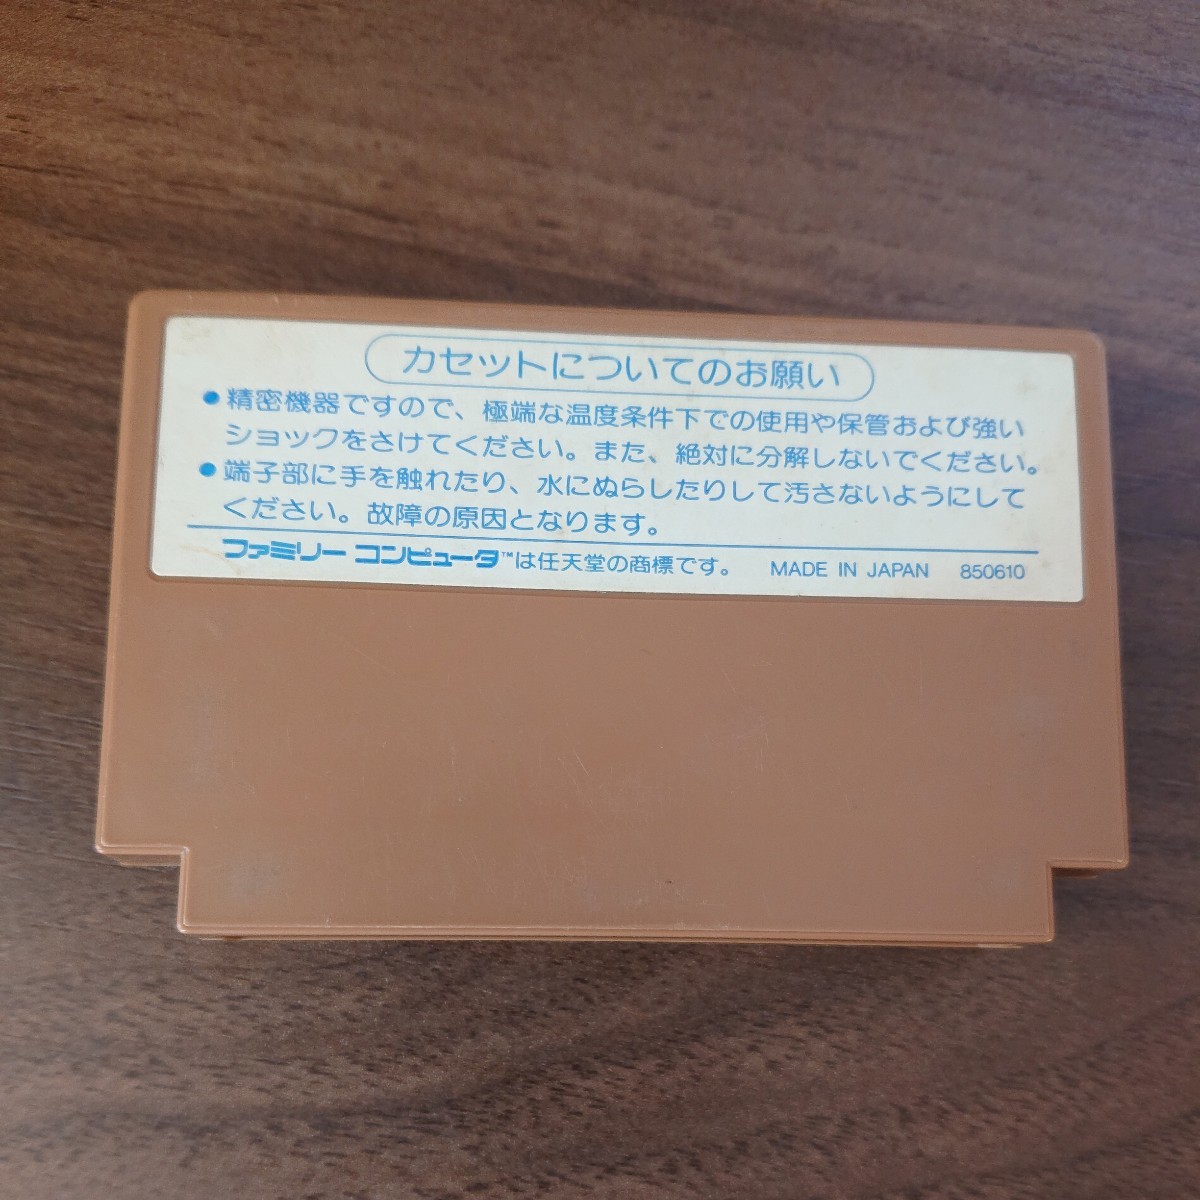 カセットについてのお願い
●精密機器ですので、極端な温度条件下での使用や保管および強い
ショックをさけてください。また、絶対に分解しないでください。
●端子部に手を触れたり、水にぬらしたりして汚さないようにして
ください。故障の原因となります。
ファミリー コンピュータ™は任天堂の商標です。 MADE IN JAPAN 850610